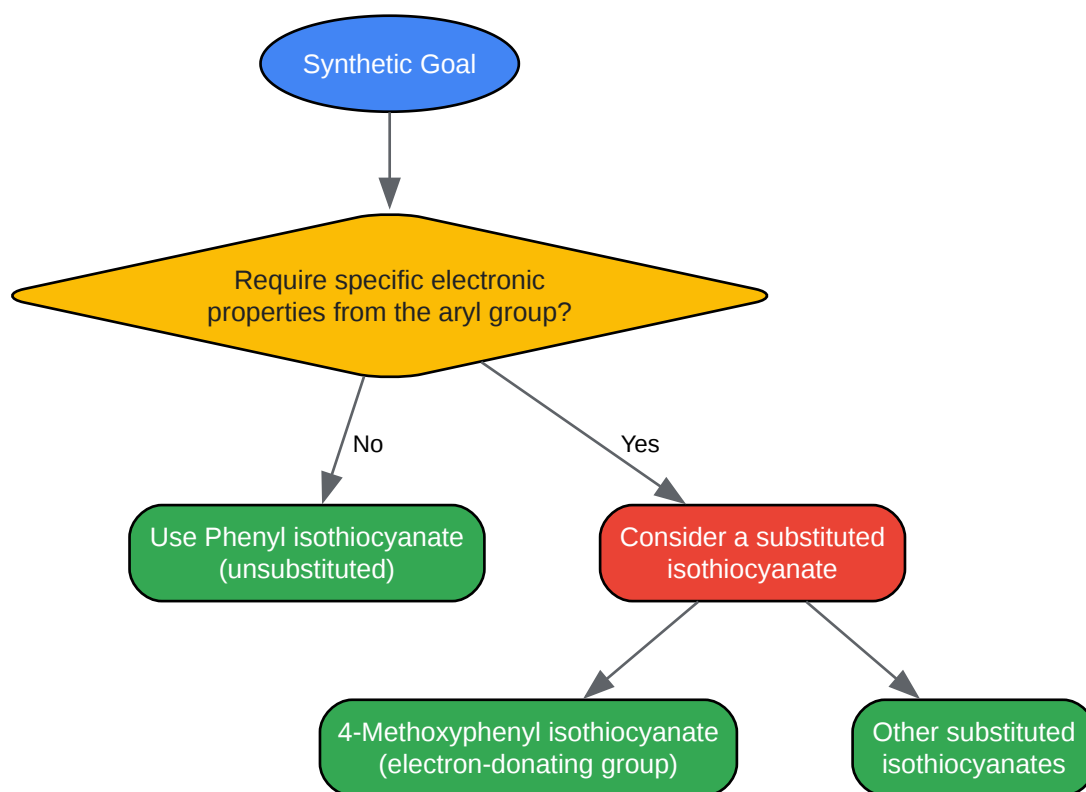 Synthetic Goal
Require specific electronic
properties from the aryl group?
No
Yes
Use Phenyl isothiocyanate
(unsubstituted)
Consider a substituted
isothiocyanate
4-Methoxyphenyl isothiocyanate
(electron-donating group)
Other substituted
isothiocyanates